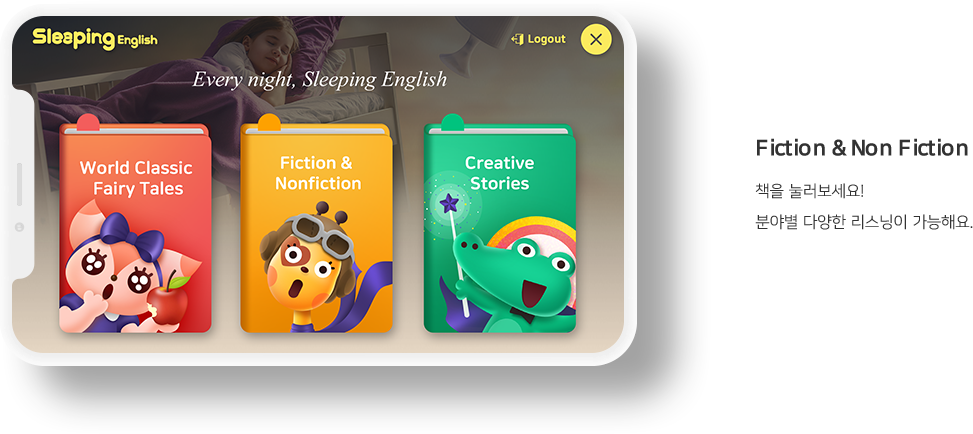 Sleeping English
Logout
Every night, Sleeping English
World Classic
Fairy Tales
Fiction &
Nonfiction
Creative
Stories
Fiction & Non Fiction
책을 눌러보세요!
분야별 다양한 리스닝이 가능해요.